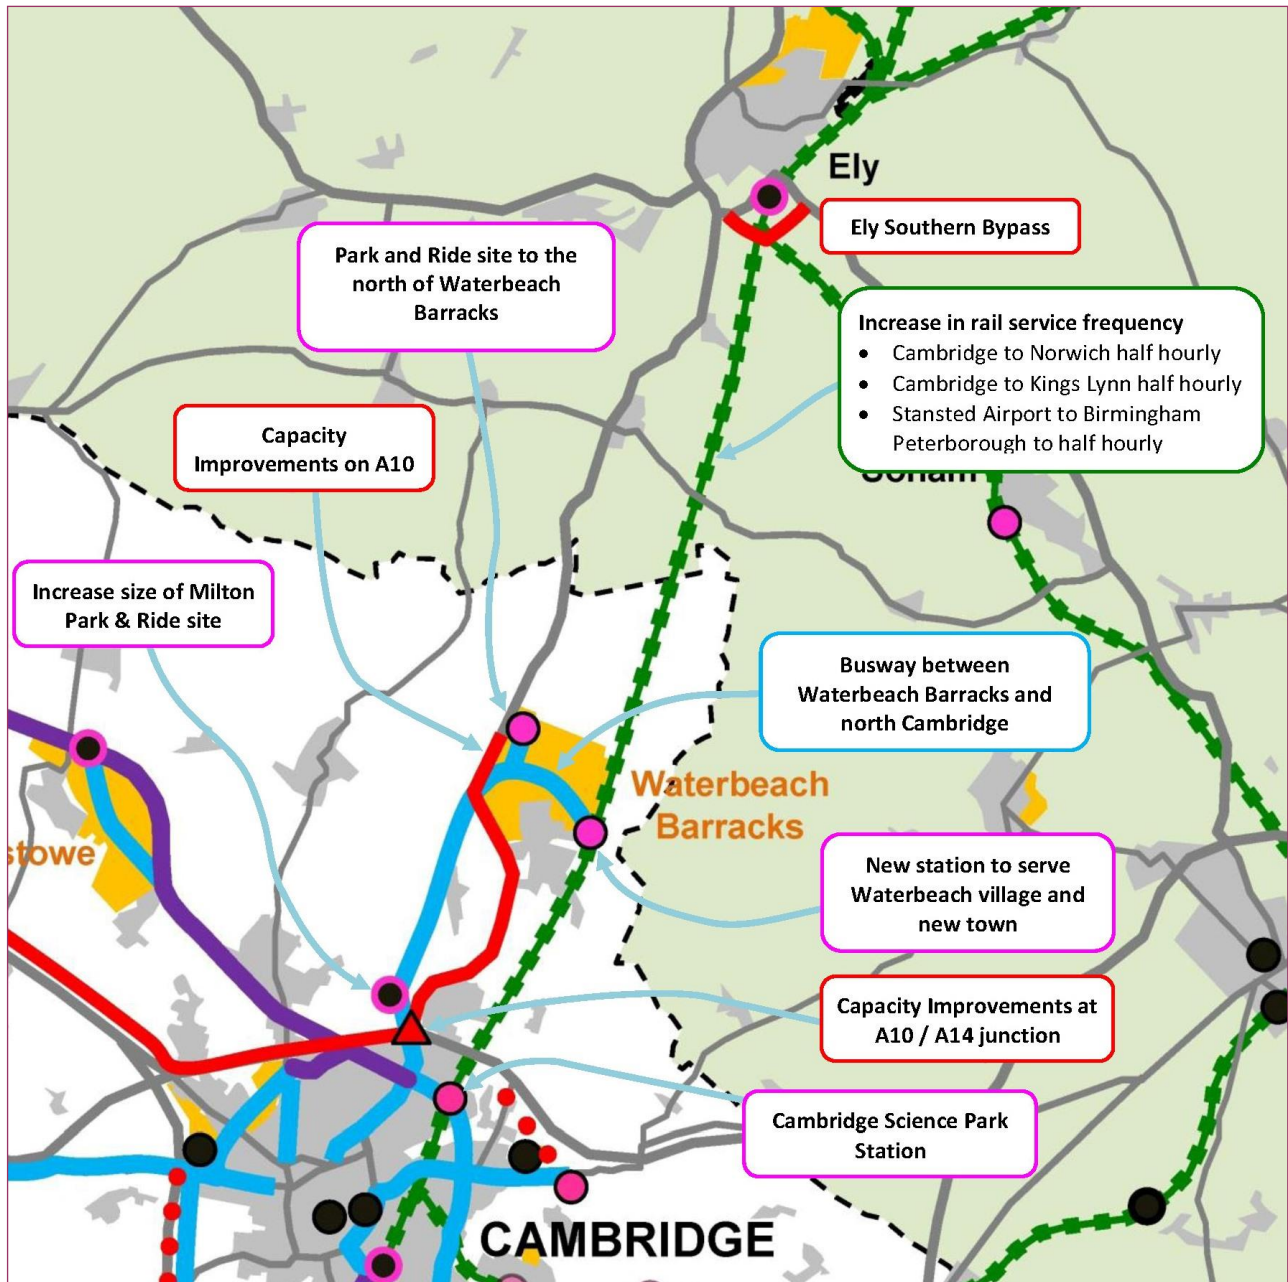 Ely
Ely Southern Bypass
Park and Ride site to the
north of Waterbeach
Barracks
Increase in rail service frequency
• Cambridge to Norwich half hourly
• Cambridge to Kings Lynn half hourly
• Stansted Airport to Birmingham
Peterborough to half hourly
Capacity
Improvements on A10
Soham
Increase size of Milton
Park & Ride site
Busway between
Waterbeach Barracks and
north Cambridge
Waterbeach
Barracks
stowe
New station to serve
Waterbeach village and
new town
Capacity Improvements at
A10 / A14 junction
Cambridge Science Park
Station
CAMBRIDGE